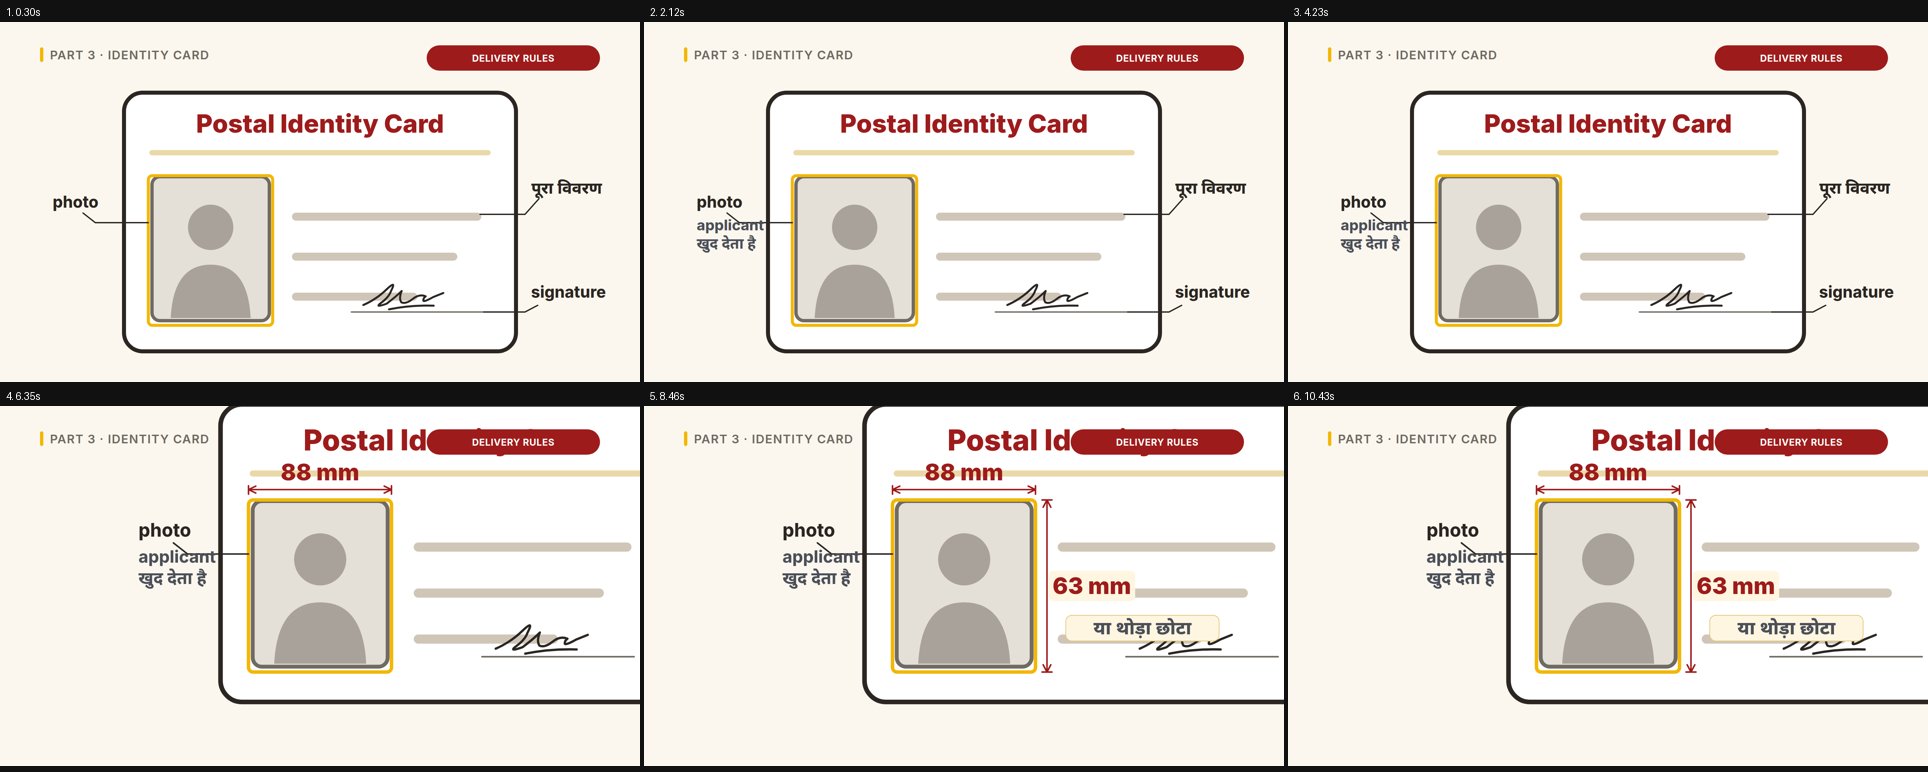 1. 0.30s
PART 3 · IDENTITY CARD
DELIVERY RULES
Postal Identity Card
photo
पूरा विवरण
signature
2. 2.12s
PART 3 · IDENTITY CARD
DELIVERY RULES
Postal Identity Card
photo
applicant
खुद देता है
पूरा विवरण
signature
3. 4.23s
PART 3 · IDENTITY CARD
DELIVERY RULES
Postal Identity Card
photo
applicant
खुद देता है
पूरा विवरण
signature
4. 6.35s
PART 3 · IDENTITY CARD
DELIVERY RULES
Postal
88 mm
photo
applicant
खुद देता है
5. 8.46s
PART 3 · IDENTITY CARD
DELIVERY RULES
Postal
88 mm
photo
applicant
खुद देता है
63 mm
या थोड़ा छोटा
6. 10.43s
PART 3 · IDENTITY CARD
DELIVERY RULES
Postal
88 mm
photo
applicant
खुद देता है
63 mm
या थोड़ा छोटा